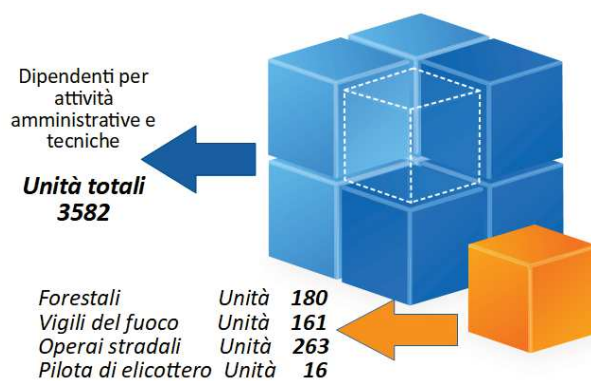 Dipendenti per
attività
amministrative e
tecniche
Unità totali
3582
Forestali Unità 180
Vigili del fuoco Unità 161
Operai stradali Unità 263
Pilota di elicottero Unità 16